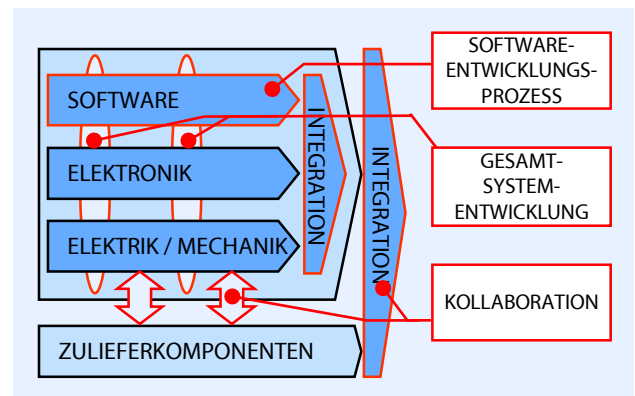 SOFTWARE
ELEKTRONIK
ELEKTRIK / MECHANIK
INTEGRATION
INTEGRATION
ZULIEFERKOMPONENTEN
SOFTWARE-
ENTWICKLUNGS-
PROZESS
GESAMT-
SYSTEM-
ENTWICKLUNG
KOLLABORATION